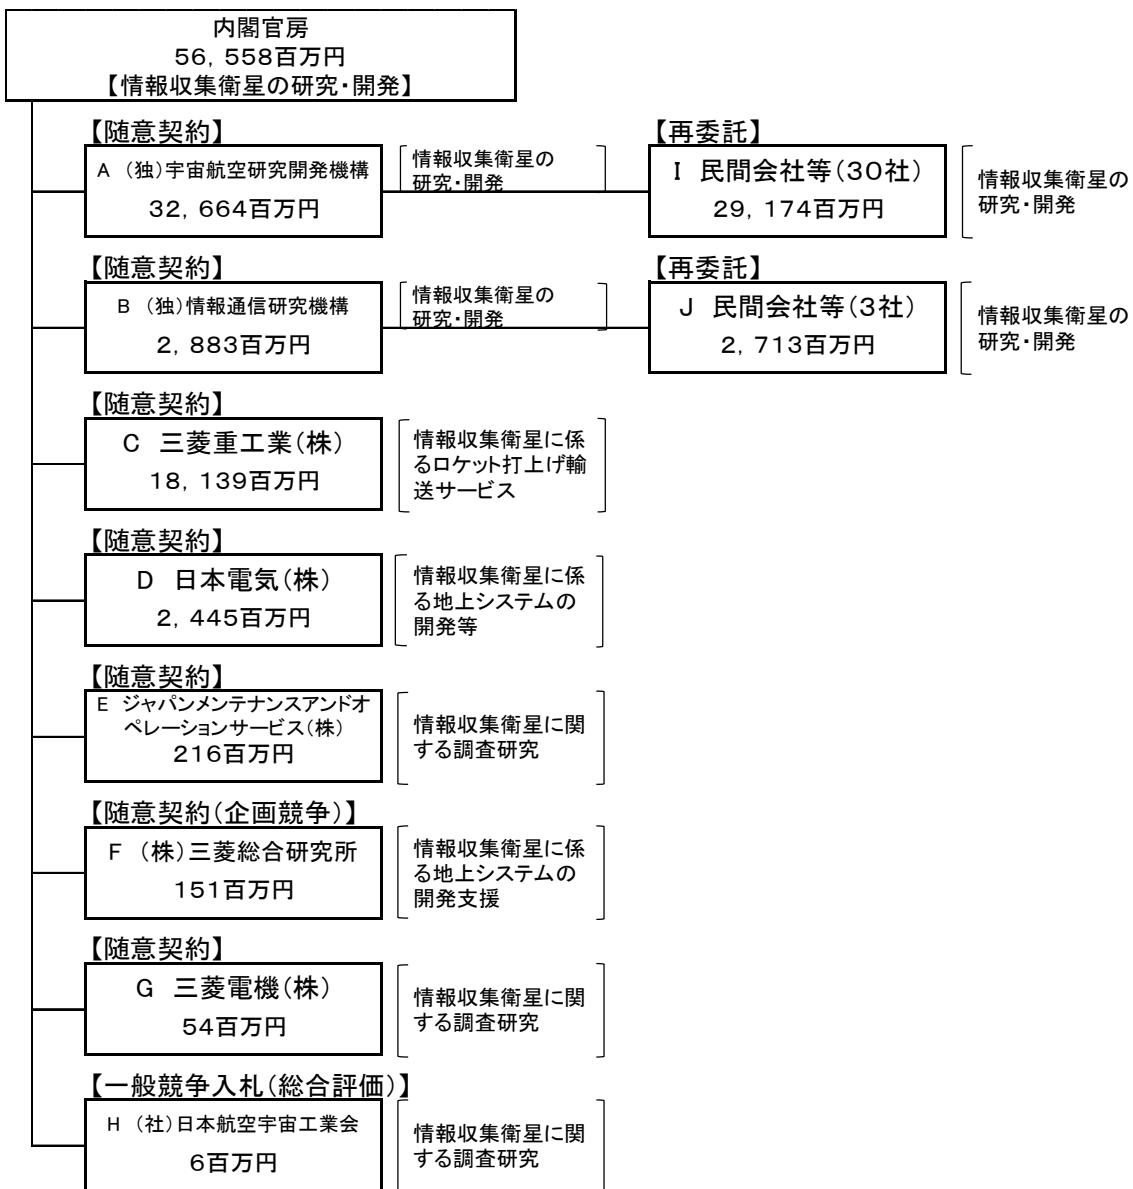 内閣官房
56，558百万円
【情報収集衛星の研究・開発】
【随意契約】
A （独）宇宙航空研究開発機構
32，664百万円
情報収集衛星の
研究・開発
【再委託】
I 民間会社等（30社）
29，174百万円
情報収集衛星の
研究・開発
【随意契約】
B （独）情報通信研究機構
2，883百万円
情報収集衛星の
研究・開発
【再委託】
J 民間会社等（3社）
2，713百万円
情報収集衛星の
研究・開発
【随意契約】
C 三菱重工業（株）
18，139百万円
情報収集衛星に係
るロケット打上げ輸
送サービス
【随意契約】
D 日本電気（株）
2，445百万円
情報収集衛星に係
る地上システムの
開発等
【随意契約】
E ジャパンメンテナンスアンドオ
ペレーションサービス（株）
216百万円
情報収集衛星に関
する調査研究
【随意契約（企画競争）】
F （株）三菱総合研究所
151百万円
情報収集衛星に係
る地上システムの
開発支援
【随意契約】
G 三菱電機（株）
54百万円
情報収集衛星に関
する調査研究
【一般競争入札（総合評価）】
H （社）日本航空宇宙工業会
6百万円
情報収集衛星に関
する調査研究